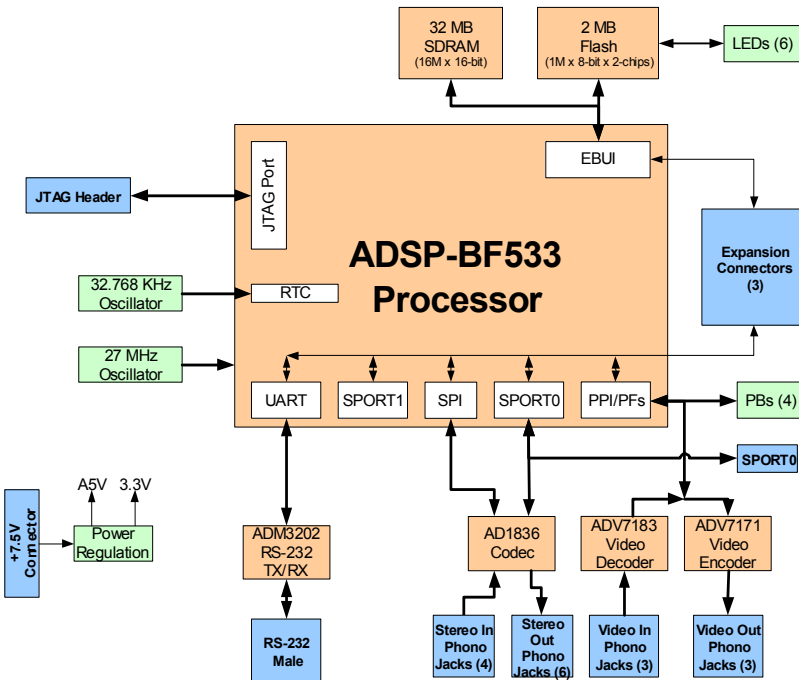 32 MB
SDRAM
(16M x 16-bit)
2 MB
Flash
(1M x 8-bit x 2-chips)
LEDs (6)
EBUI
JTAG Port
JTAG Header
ADSP-BF533
Processor
Expansion
Connectors
(3)
32.768 KHz
Oscillator
RTC
27 MHz
Oscillator
UART
SPORT1
SPI
SPORT0
PPI/PFs
PBs (4)
SPORT0
+7.5V
Connector
A5V
3.3V
Power
Regulation
ADM3202
RS-232
TX/RX
AD1836
Codec
ADV7183
Video
Decoder
ADV7171
Video
Encoder
RS-232
Male
Stereo In
Phono
Jacks (4)
Stereo
Out
Phono
Jacks (6)
Video In
Phono
Jacks (3)
Video Out
Phono
Jacks (3)